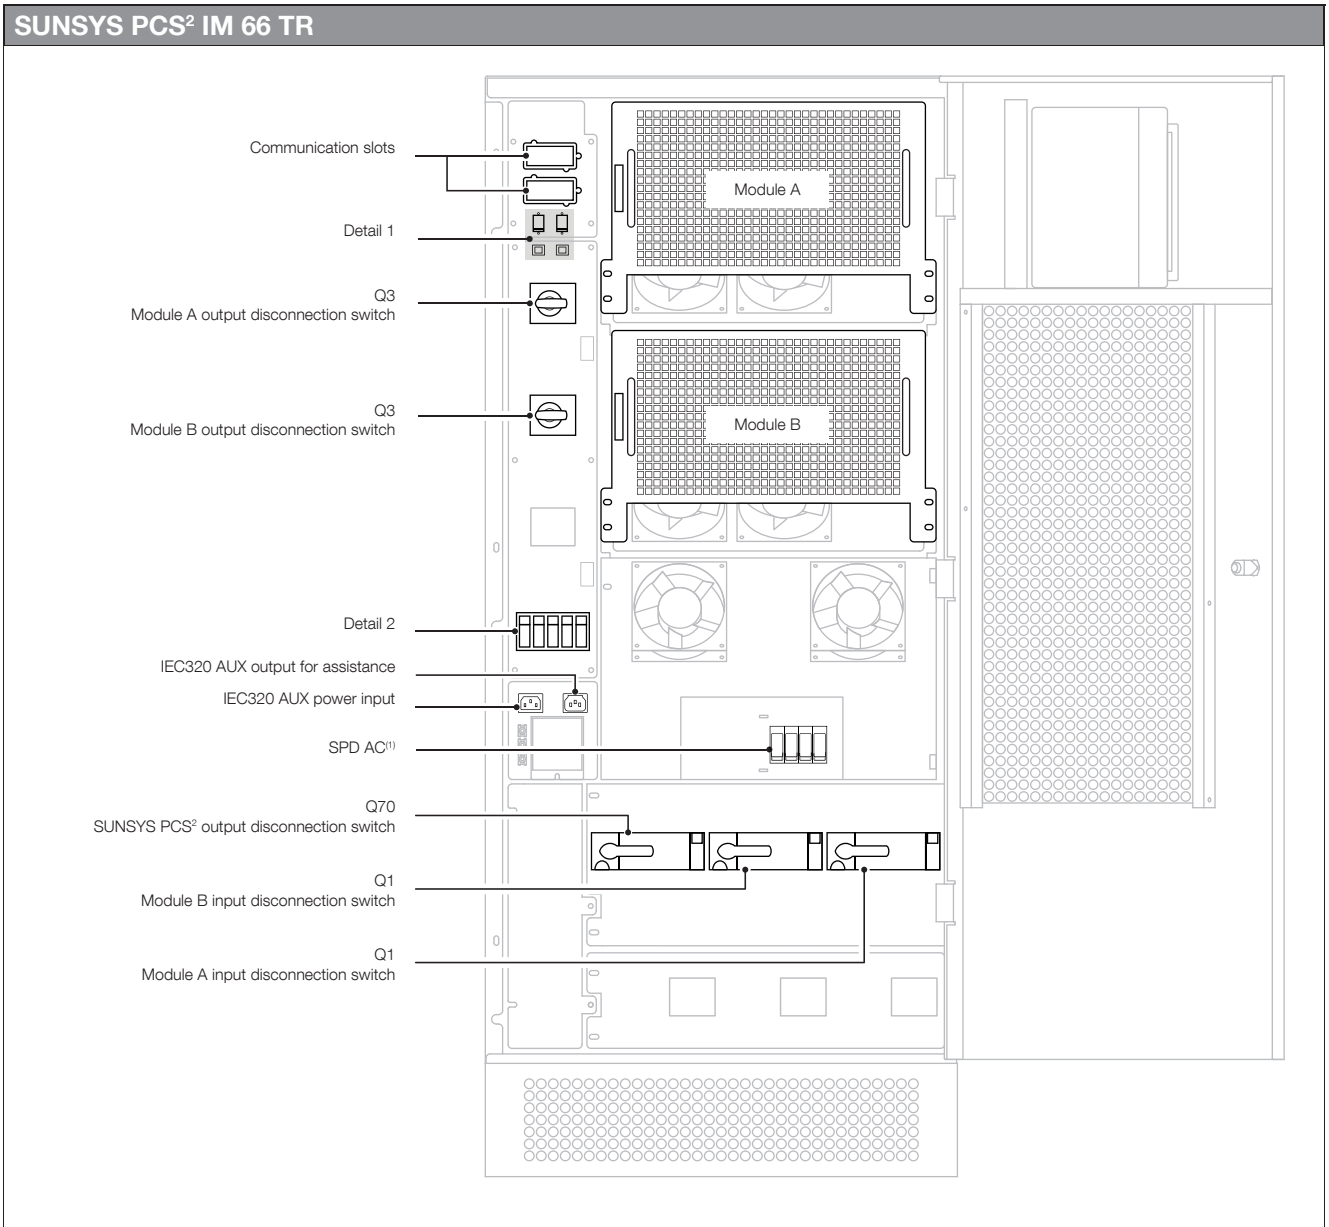 SUNSYS PCS² IM 66 TR
Communication slots
Module A
Detail 1
Q3
Module A output disconnection switch
Q3
Module B output disconnection switch
Module B
Detail 2
IEC320 AUX output for assistance
IEC320 AUX power input
SPD AC⁽¹⁾
Q70
SUNSYS PCS² output disconnection switch
Q1
Module B input disconnection switch
Q1
Module A input disconnection switch